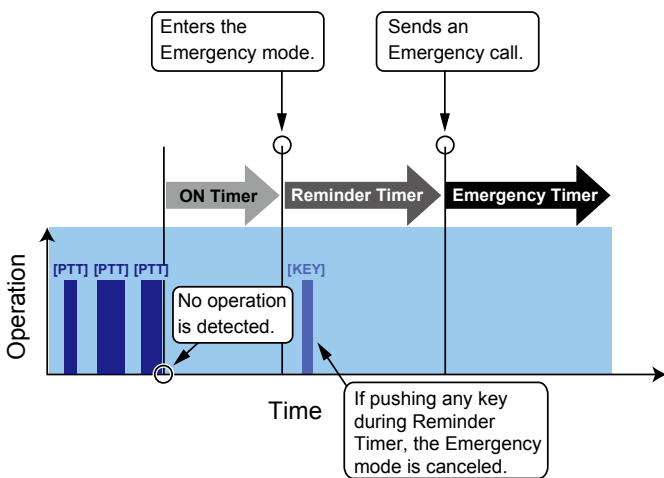 Enters the
Emergency mode.
Sends an
Emergency call.
ON Timer
Reminder Timer
Emergency Timer
[PTT] [PTT] [PTT]
[KEY]
No operation
is detected.
Operation
Time
If pushing any key
during Reminder
Timer, the Emergency
mode is canceled.